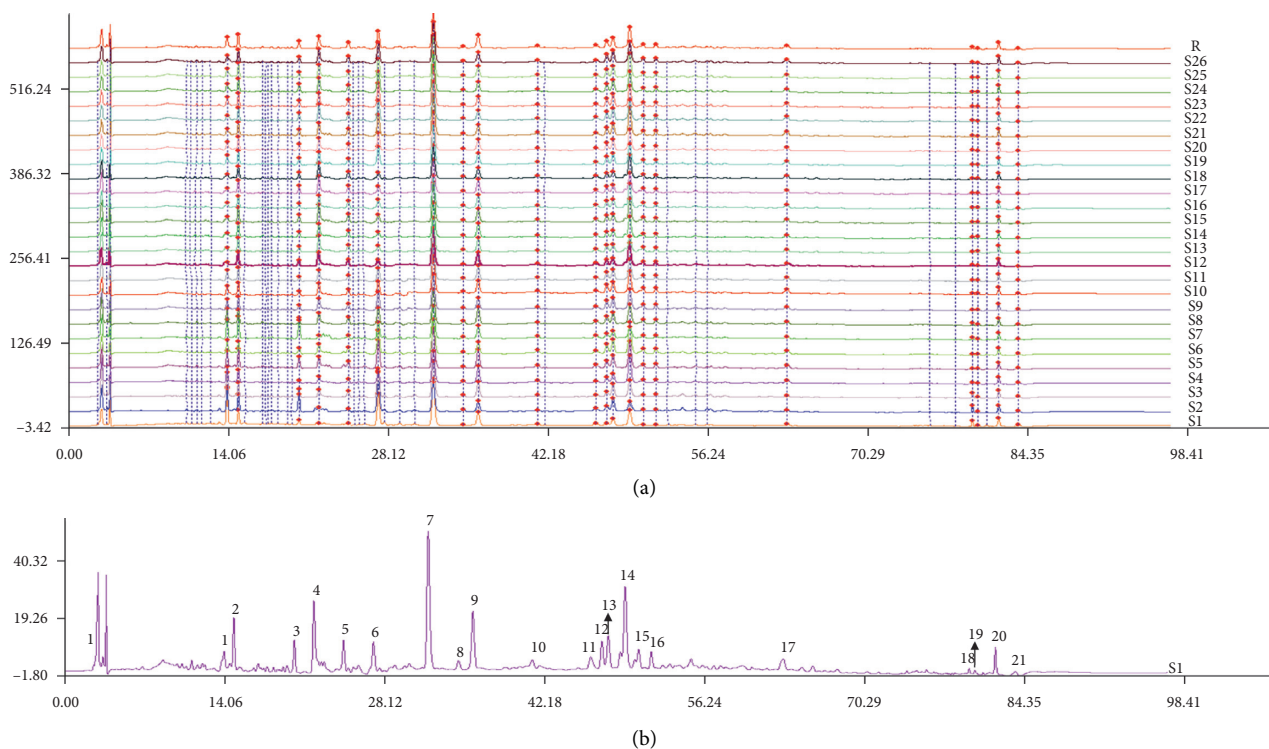 R
S26
S25
516.24
S24
S23
S22
S21
S20
S19
386.32
S18
S17
S16
S15
S14
S13
256.41
S12
S11
S10
S9
S8
126.49
S7
S6
S5
S4
S3
S2
−3.42
S1
0.00 14.06 28.12 42.18 56.24 70.29 84.35 98.41
(a)
7
40.32
14
4
9
13
19.26
2
12
19
1 1 3 5 6 8 10 11 15 16 17 18 20 21
−1.80
S1
0.00 14.06 28.12 42.18 56.24 70.29 84.35 98.41
(b)